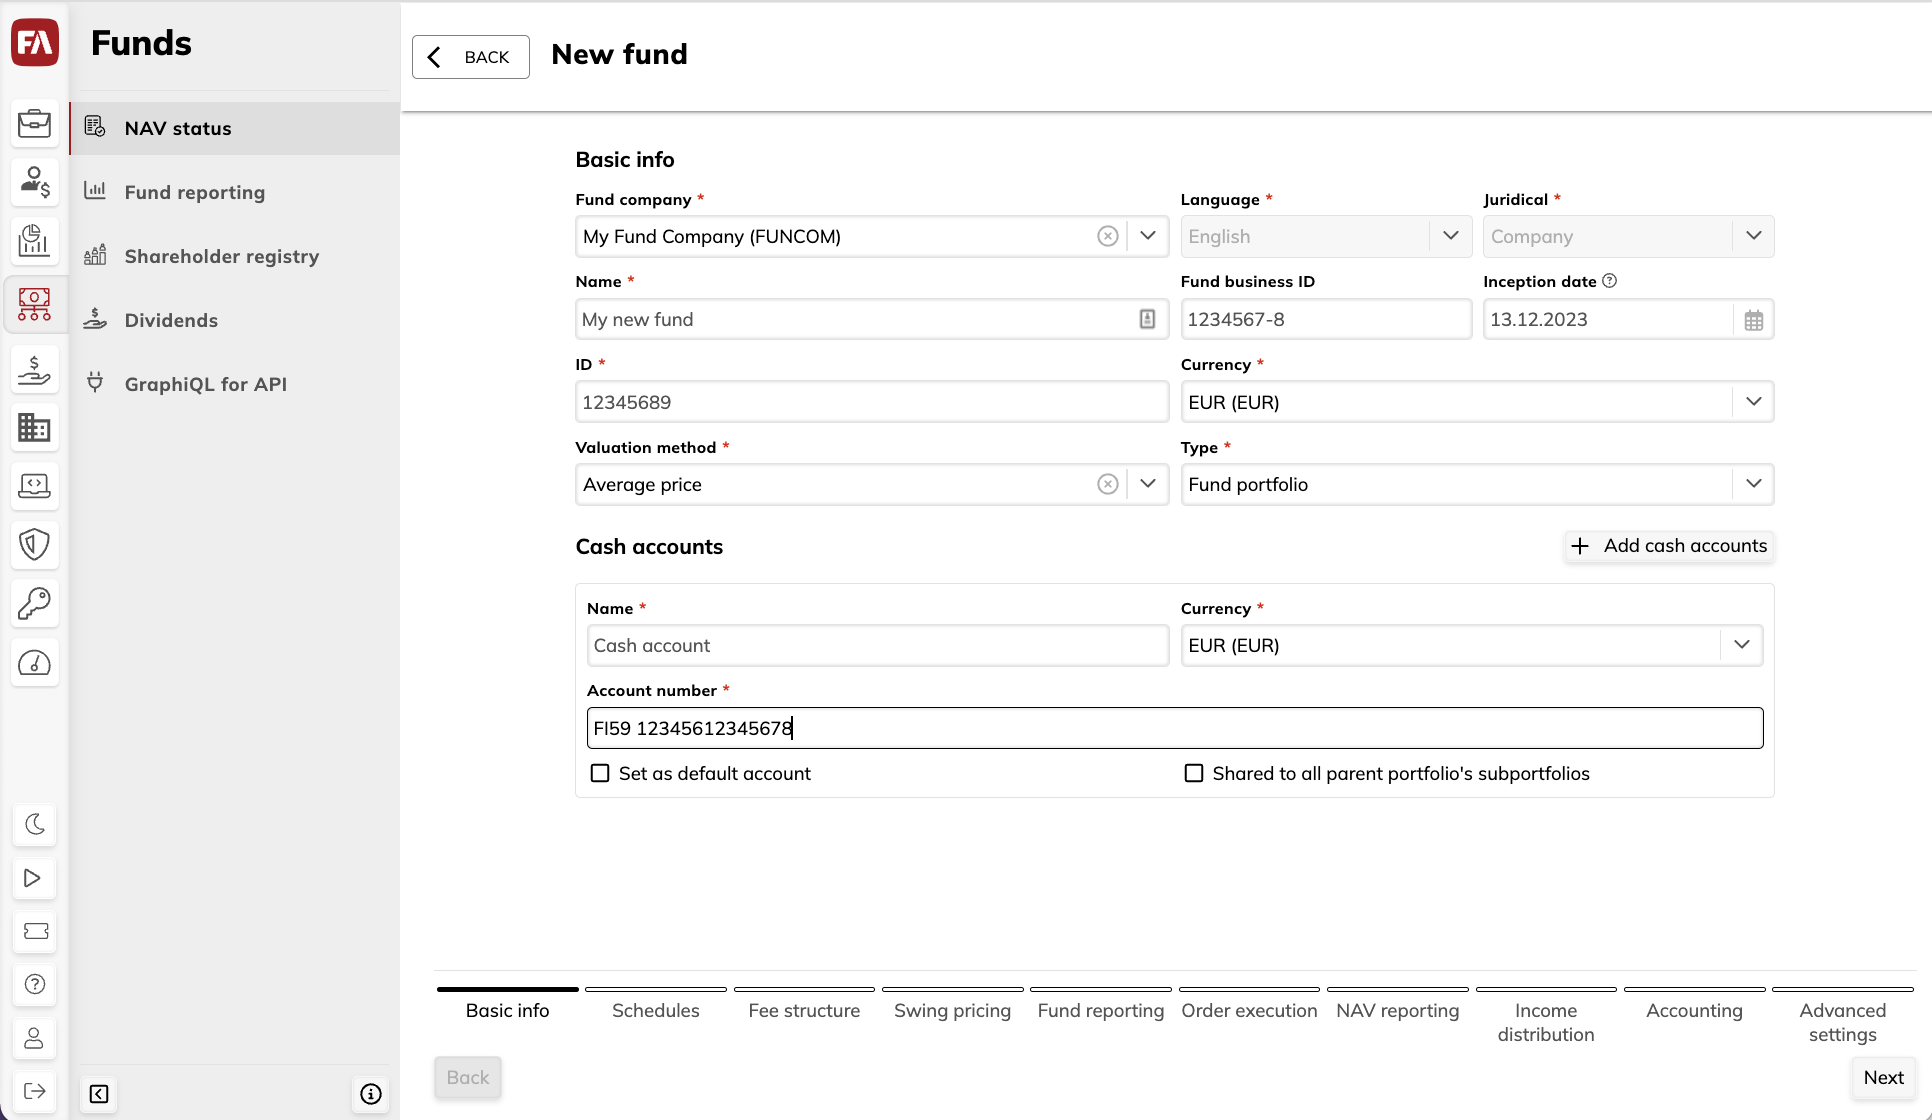 FA
Funds
NAV status
Fund reporting
Shareholder registry
Dividends
GraphiQL for API
BACK
New fund
Basic info
Fund company *
Language *
Juridical *
My Fund Company (FUNCOM)
English
Company
Name *
Fund business ID
Inception date
My new fund
1234567-8
13.12.2023
ID *
Currency *
12345689
EUR (EUR)
Valuation method *
Type *
Average price
Fund portfolio
Cash accounts
Add cash accounts
Name *
Currency *
Cash account
EUR (EUR)
Account number *
FI59 12345612345678
Set as default account
Shared to all parent portfolio's subportfolios
Basic info
Schedules
Fee structure
Swing pricing
Fund reporting
Order execution
NAV reporting
Income
distribution
Accounting
Advanced
settings
Back
Next